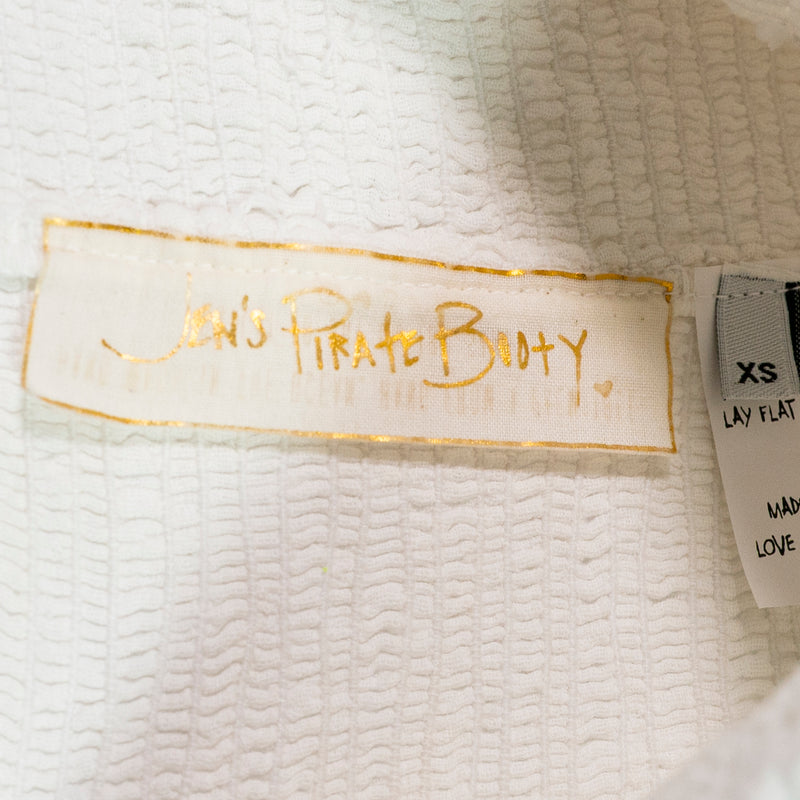 JEN'S PIRATE BOOTY
XS
LAY FLAT
LOVE